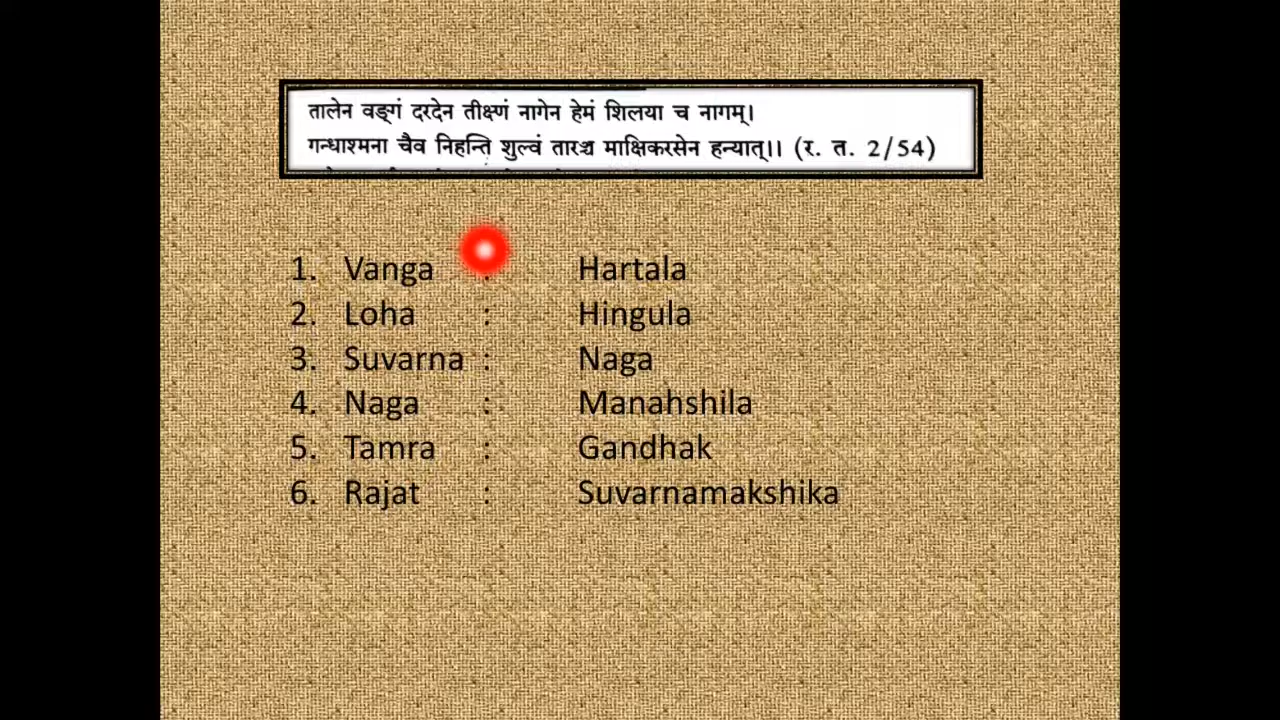 तालेन वङ्गं दरदेन तीक्ष्णं नागेन हेमं शिलया च नागम्।
गन्धाश्मना चैव निहन्ति शुल्वं तारञ्च माक्षिकरसेन हन्यात्।। (र. त. 2/54)
1. Vanga : Hartala
2. Loha : Hingula
3. Suvarna : Naga
4. Naga : Manahshila
5. Tamra : Gandhak
6. Rajat : Suvarnamakshika